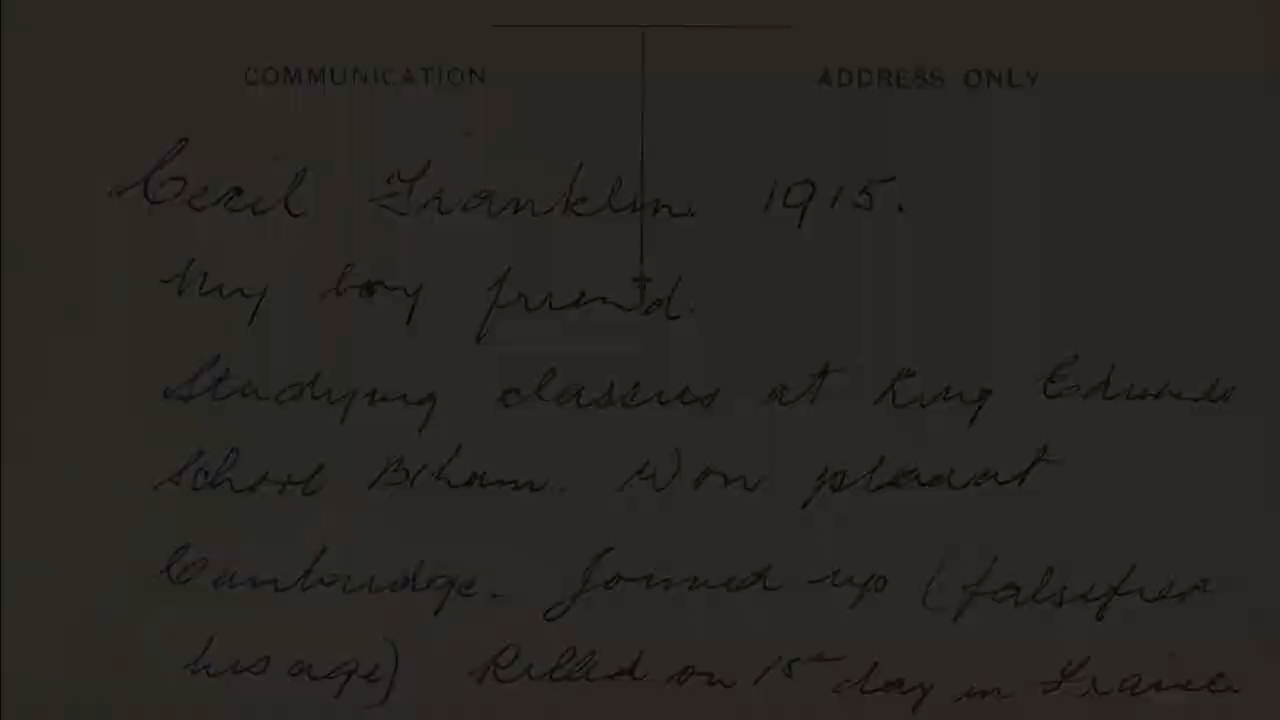 COMMUNICATION ADDRESS ONLY
Cecil Franklin 1915.
My boy friend.
Studying classics at King Edwards
School B'ham. Won place at
Cambridge. Joined up (falsified
his age) Killed on 1st day in France